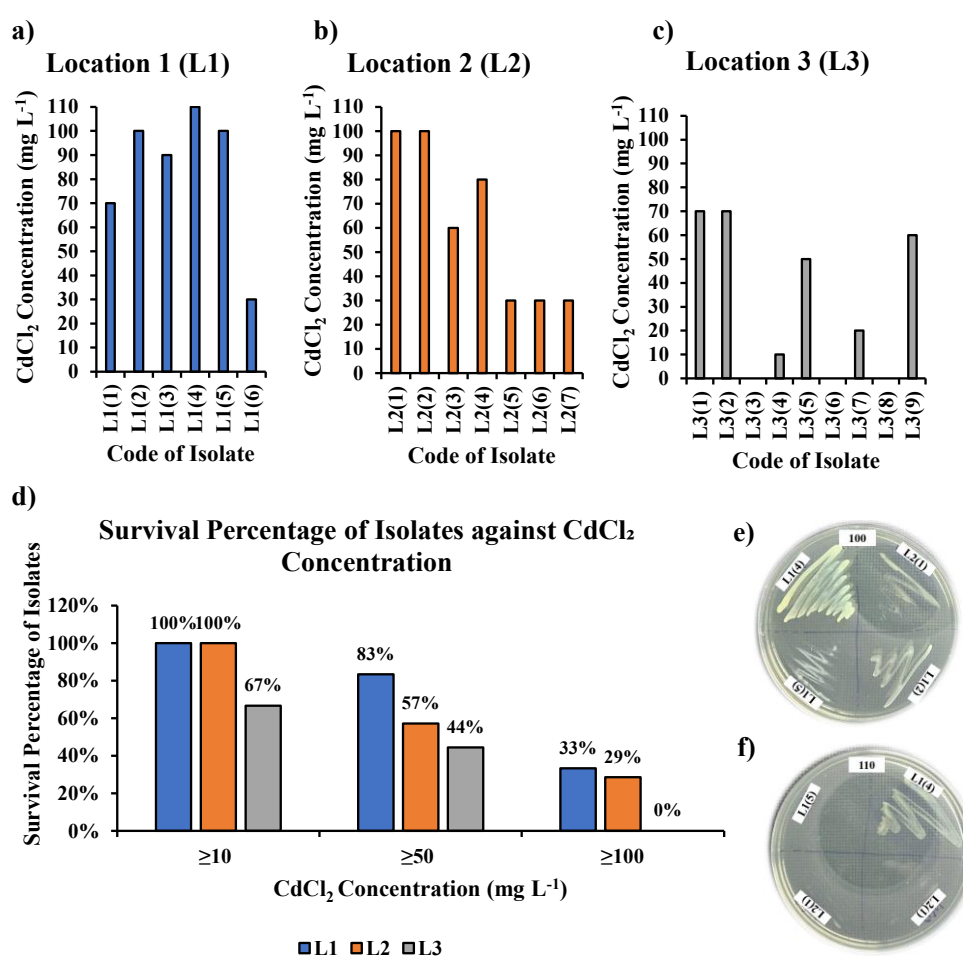 a)
Location 1 (L1)
CdCl₂ Concentration (mg L⁻¹)
110
100
90
80
70
60
50
40
30
20
10
0
L1(1)
L1(2)
L1(3)
L1(4)
L1(5)
L1(6)
Code of Isolate
b)
Location 2 (L2)
CdCl₂ Concentration (mg L⁻¹)
110
100
90
80
70
60
50
40
30
20
10
0
L2(1)
L2(2)
L2(3)
L2(4)
L2(5)
L2(6)
L2(7)
Code of Isolate
c)
Location 3 (L3)
CdCl₂ Concentration (mg L⁻¹)
110
100
90
80
70
60
50
40
30
20
10
0
L3(1)
L3(2)
L3(3)
L3(4)
L3(5)
L3(6)
L3(7)
L3(8)
L3(9)
Code of Isolate
d)
Survival Percentage of Isolates against CdCl₂
Concentration
Survival Percentage of Isolates
120%
100%
80%
60%
40%
20%
0%
100%
100%
67%
83%
57%
44%
33%
29%
0%
≥10
≥50
≥100
CdCl₂ Concentration (mg L⁻¹)
L1
L2
L3
e)
100
L1(4)
L2(1)
L1(5)
L1(2)
f)
110
L1(5)
L1(4)
L2(1)
L2(1)